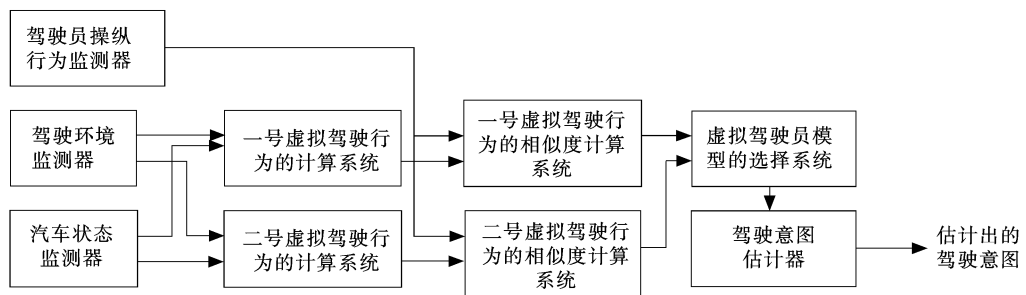 驾驶员操纵
行为监测器
驾驶环境
监测器
汽车状态
监测器
一号虚拟驾驶行
为的计算系统
二号虚拟驾驶行
为的计算系统
一号虚拟驾驶行
为的相似度计算
系统
二号虚拟驾驶行
为的相似度计算
系统
虚拟驾驶员模
型的选择系统
驾驶意图
估计器
估计出的
驾驶意图